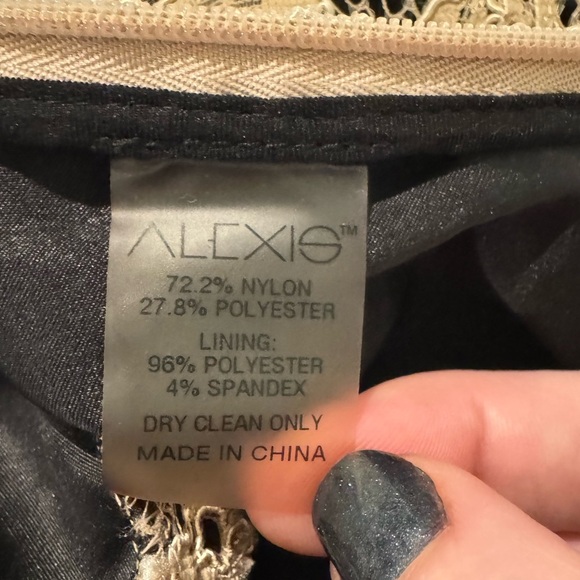 ALEXIS™
72.2% NYLON
27.8% POLYESTER
LINING:
96% POLYESTER
4% SPANDEX
DRY CLEAN ONLY
MADE IN CHINA